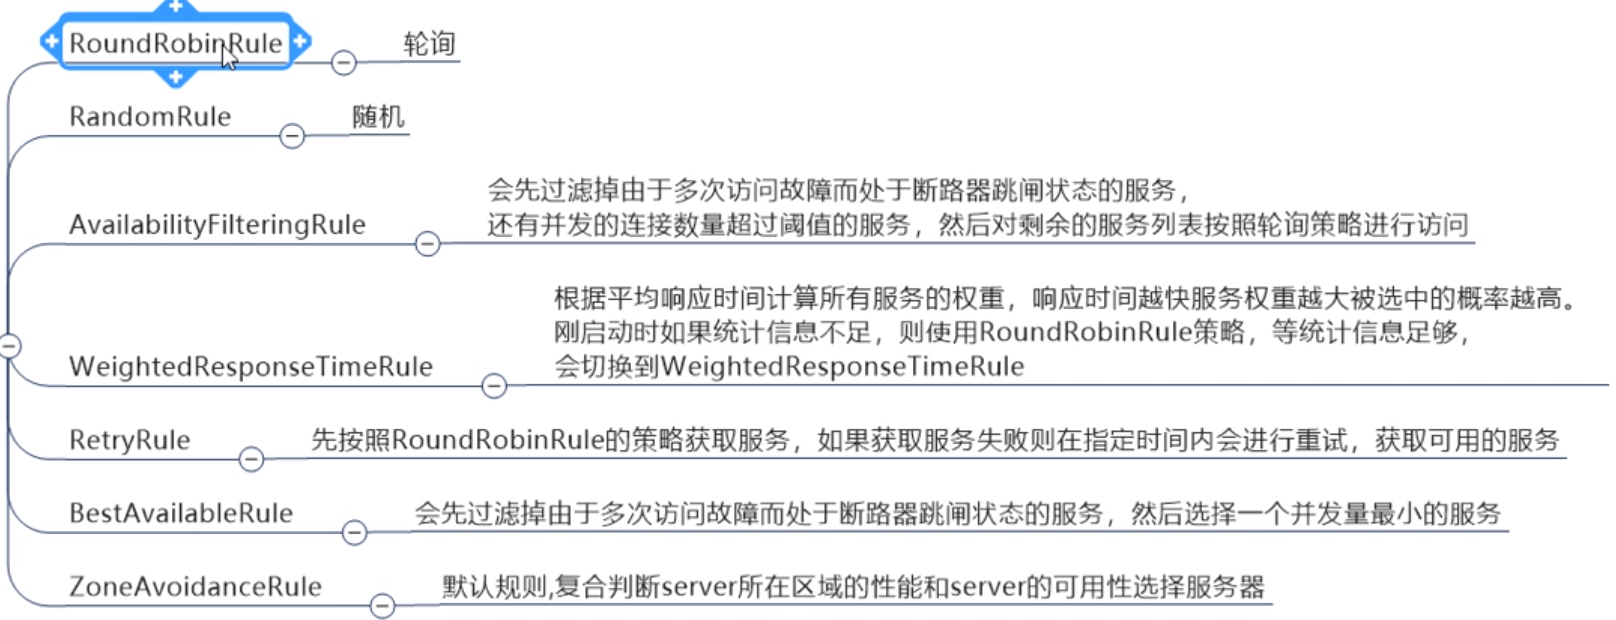 RoundRobinRule
轮询
RandomRule
随机
会先过滤掉由于多次访问故障而处于断路器跳闸状态的服务，
AvailabilityFilteringRule
还有并发的连接数量超过阈值的服务，然后对剩余的服务列表按照轮询策略进行访问
根据平均响应时间计算所有服务的权重，响应时间越快服务权重越大被选中的概率越高。
刚启动时如果统计信息不足，则使用RoundRobinRule策略，等统计信息足够，
WeightedResponseTimeRule
会切换到WeightedResponseTimeRule
RetryRule
先按照RoundRobinRule的策略获取服务，如果获取服务失败则在指定时间内会进行重试，获取可用的服务
BestAvailableRule
会先过滤掉由于多次访问故障而处于断路器跳闸状态的服务，然后选择一个并发量最小的服务
ZoneAvoidanceRule
默认规则,复合判断server所在区域的性能和server的可用性选择服务器